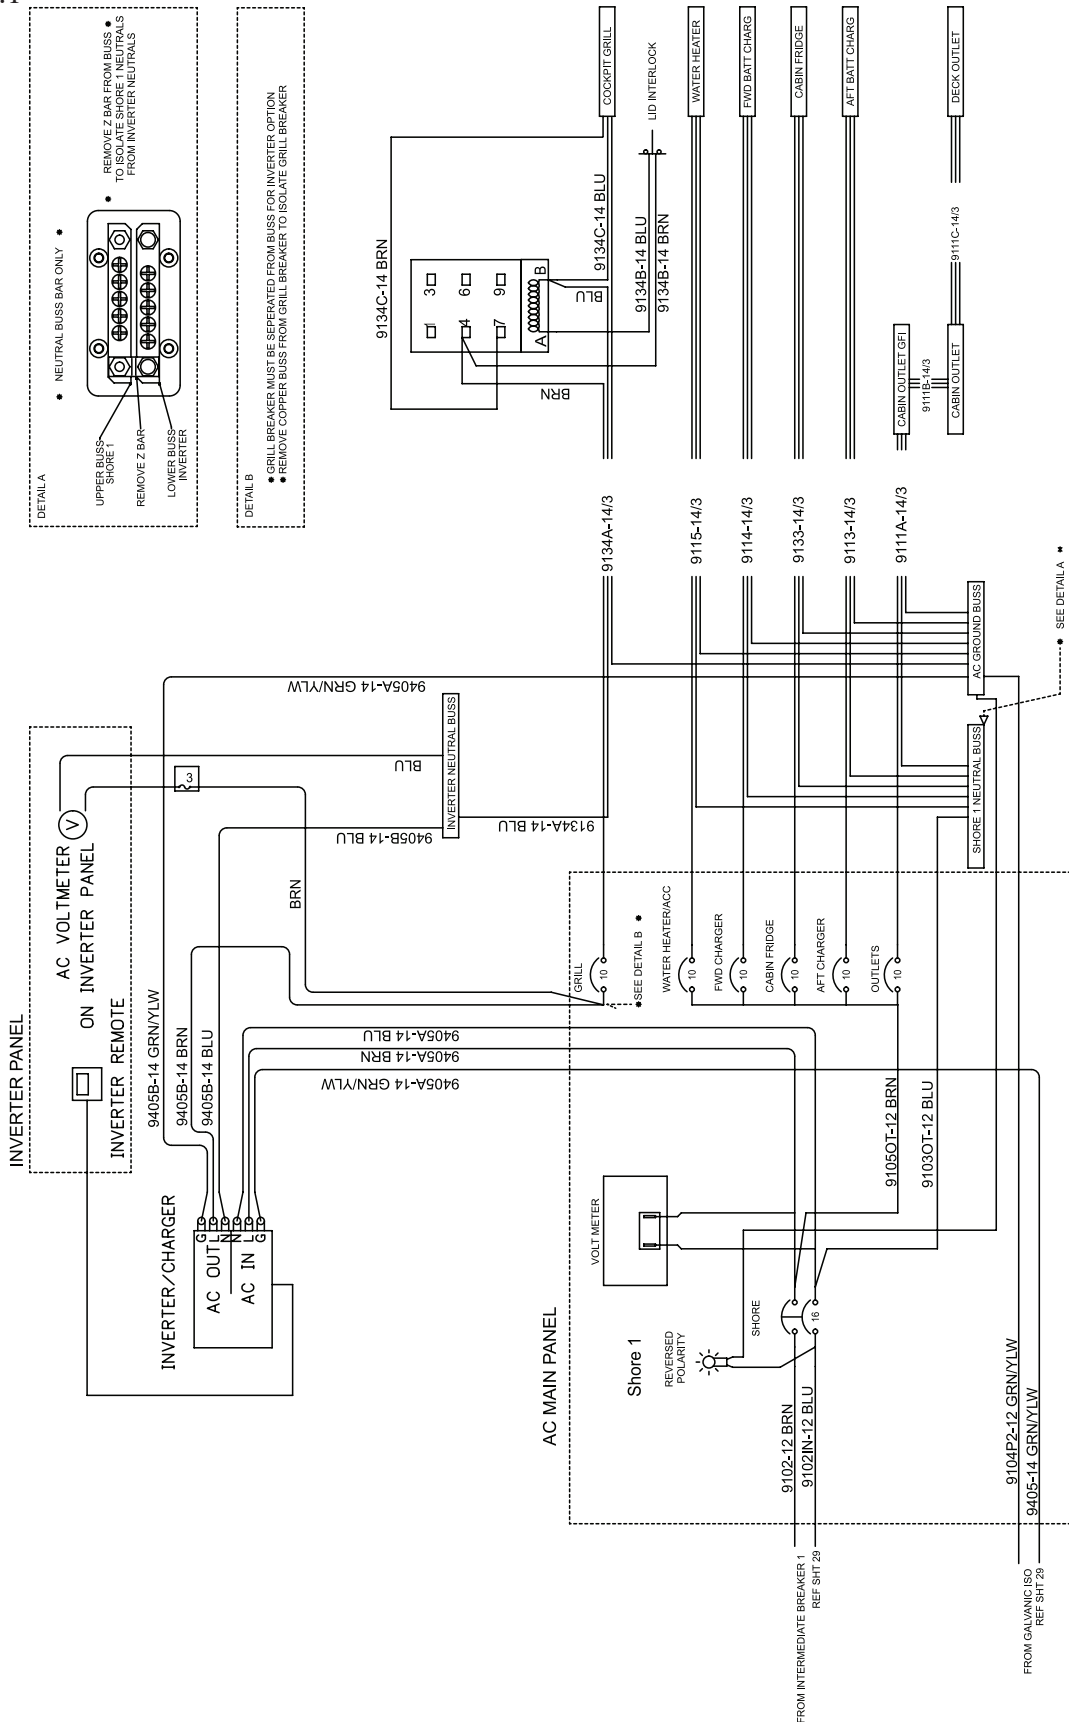 .1
DETAIL A
* NEUTRAL BUSS BAR ONLY *
* REMOVE Z BAR FROM BUSS *
TO ISOLATE SHORE 1 NEUTRALS
FROM INVERTER NEUTRALS
UPPER BUSS
SHORE 1
REMOVE Z BAR
LOWER BUSS
INVERTER
DETAIL B
* GRILL BREAKER MUST BE SEPERATED FROM BUSS FOR INVERTER OPTION
* REMOVE COPPER BUSS FROM GRILL BREAKER TO ISOLATE GRILL BREAKER
COCKPIT GRILL
WATER HEATER
FWD BATT CHARG
CABIN FRIDGE
AFT BATT CHARG
DECK OUTLET
LID INTERLOCK
9134C-14 BRN
9134C-14 BLU
9134B-14 BLU
9134B-14 BRN
1
3
4
6
7
9
A
B
BLU
BRN
CABIN OUTLET GFI
9111B-14/3
CABIN OUTLET
9111C-14/3
9134A-14/3
9115-14/3
9114-14/3
9133-14/3
9113-14/3
9111A-14/3
AC GROUND BUSS
* SEE DETAIL A *
SHORE 1 NEUTRAL BUSS
9405A-14 GRN/YLW
BLU
INVERTER NEUTRAL BUSS
9405B-14 BLU
9134A-14 BLU
3
BRN
INVERTER PANEL
V
AC VOLTMETER
ON INVERTER PANEL
INVERTER REMOTE
9405B-14 GRN/YLW
9405B-14 BRN
9405B-14 BLU
INVERTER/CHARGER
AC OUT
AC IN
G
L
N
N
L
G
9405A-14 BLU
9405A-14 BRN
9405A-14 GRN/YLW
GRILL
10
*SEE DETAIL B *
WATER HEATER/ACC
10
FWD CHARGER
10
CABIN FRIDGE
10
AFT CHARGER
10
OUTLETS
10
9105OT-12 BRN
9103OT-12 BLU
AC MAIN PANEL
VOLT METER
Shore 1
REVERSED
POLARITY
SHORE
16
9102-12 BRN
9102IN-12 BLU
9104P2-12 GRN/YLW
9405-14 GRN/YLW
FROM INTERMEDIATE BREAKER 1
REF SHT 29
FROM GALVANIC ISO
REF SHT 29